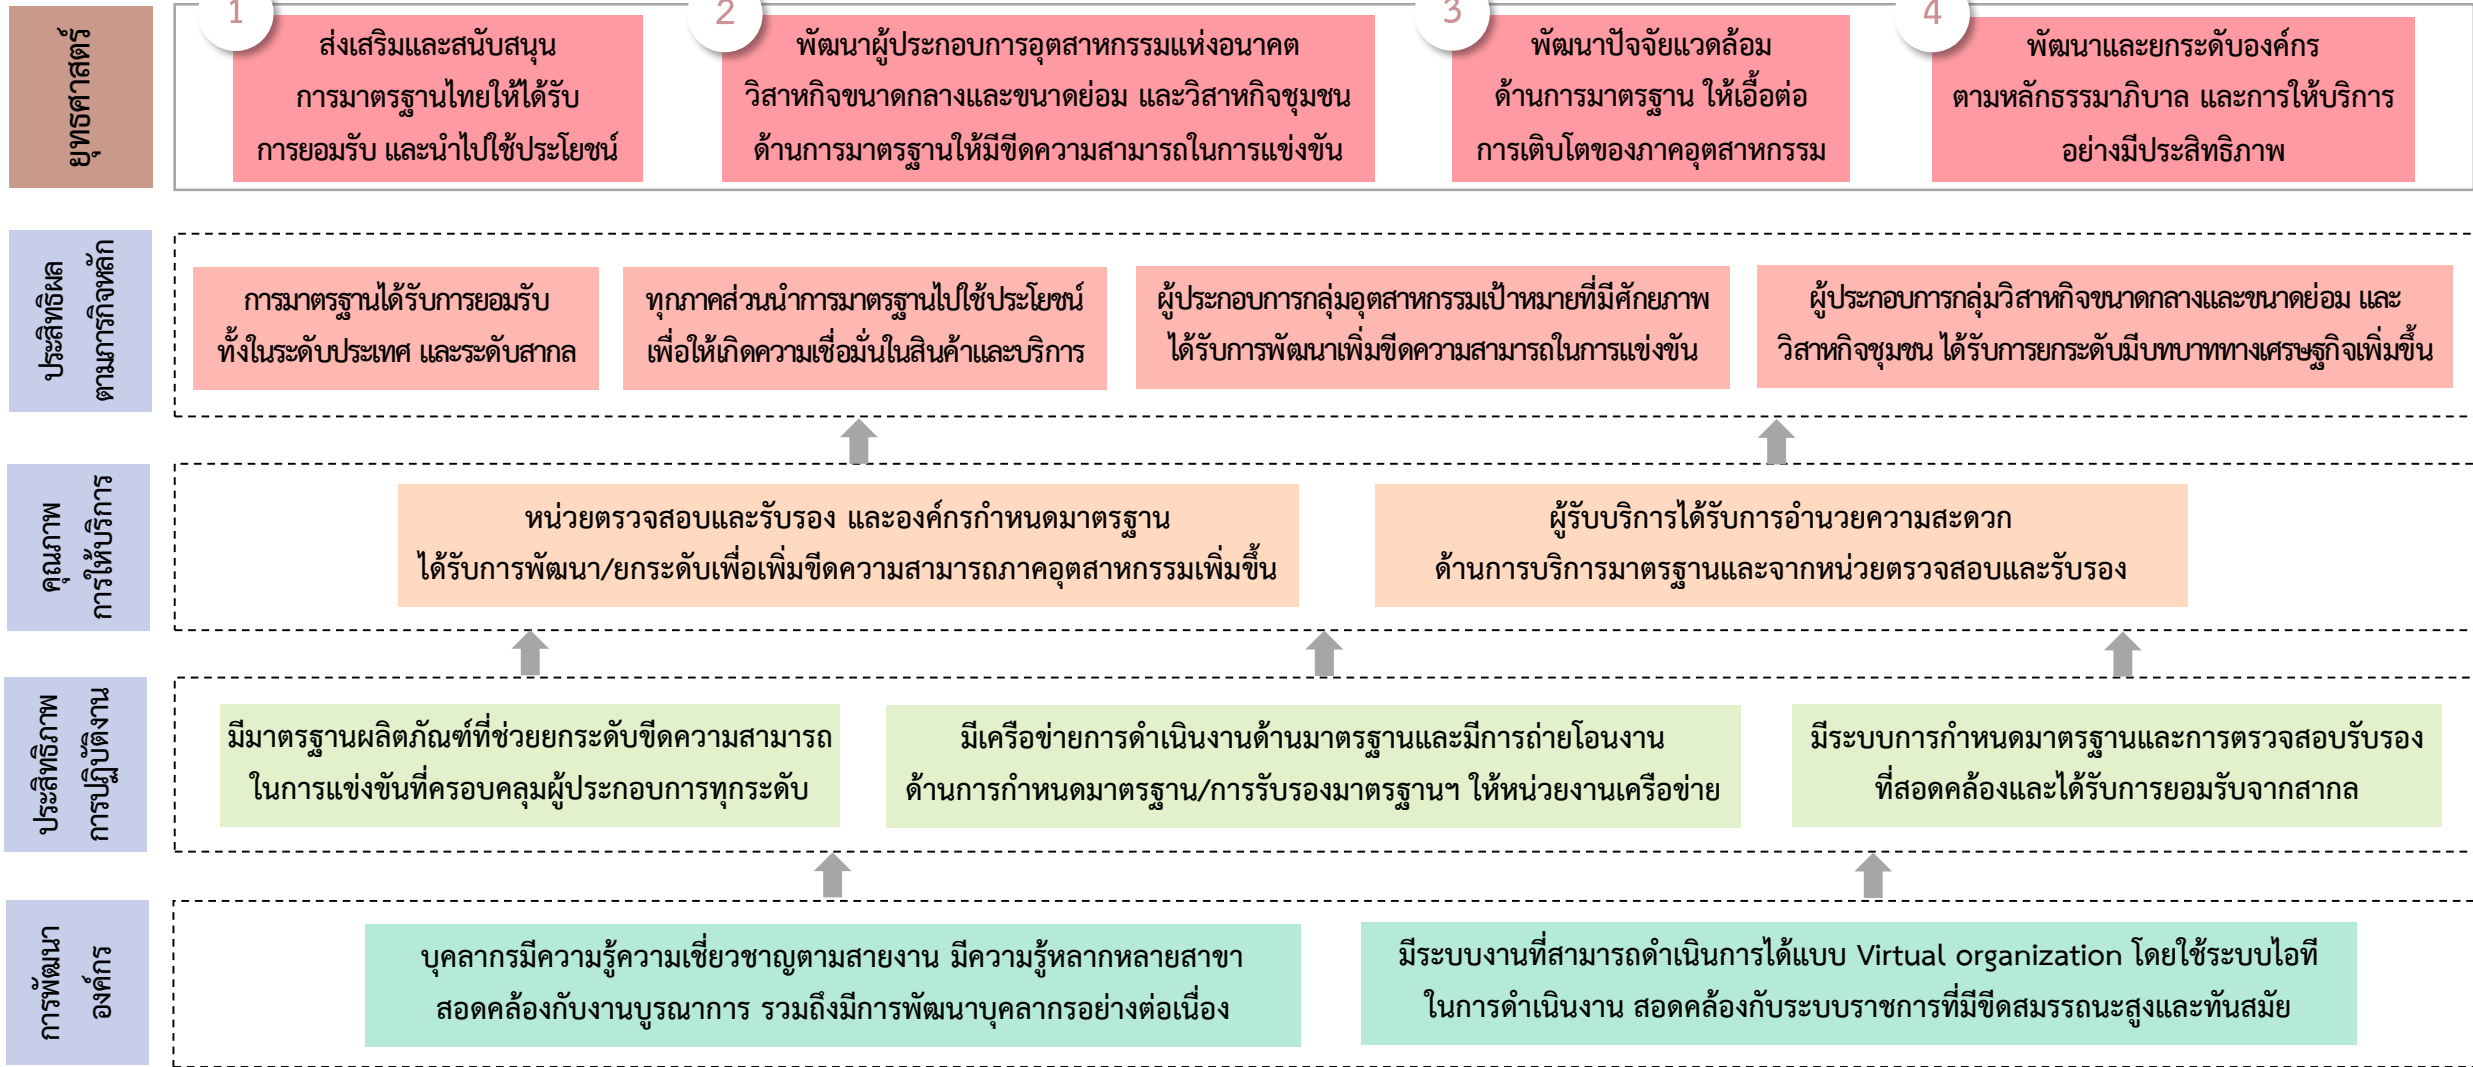 ยุทธศาสตร์
1
ส่งเสริมและสนับสนุน
การมาตรฐานไทยให้ได้รับ
การยอมรับ และนำไปใช้ประโยชน์
2
พัฒนาผู้ประกอบการอุตสาหกรรมแห่งอนาคต
วิสาหกิจขนาดกลางและขนาดย่อม และวิสาหกิจชุมชน
ด้านการมาตรฐานให้มีขีดความสามารถในการแข่งขัน
3
พัฒนาปัจจัยแวดล้อม
ด้านการมาตรฐาน ให้เอื้อต่อ
การเติบโตของภาคอุตสาหกรรม
4
พัฒนาและยกระดับองค์กร
ตามหลักธรรมาภิบาล และการให้บริการ
อย่างมีประสิทธิภาพ
ประสิทธิผล
ตามภารกิจหลัก
การมาตรฐานได้รับการยอมรับ
ทั้งในระดับประเทศ และระดับสากล
ทุกภาคส่วนนำการมาตรฐานไปใช้ประโยชน์
เพื่อให้เกิดความเชื่อมั่นในสินค้าและบริการ
ผู้ประกอบการกลุ่มอุตสาหกรรมเป้าหมายที่มีศักยภาพ
ได้รับการพัฒนาเพิ่มขีดความสามารถในการแข่งขัน
ผู้ประกอบการกลุ่มวิสาหกิจขนาดกลางและขนาดย่อม และ
วิสาหกิจชุมชน ได้รับการยกระดับมีบทบาททางเศรษฐกิจเพิ่มขึ้น
คุณภาพ
การให้บริการ
หน่วยตรวจสอบและรับรอง และองค์กรกำหนดมาตรฐาน
ได้รับการพัฒนา/ยกระดับเพื่อเพิ่มขีดความสามารถภาคอุตสาหกรรมเพิ่มขึ้น
ผู้รับบริการได้รับการอำนวยความสะดวก
ด้านการบริการมาตรฐานและจากหน่วยตรวจสอบและรับรอง
ประสิทธิภาพ
การปฏิบัติงาน
มีมาตรฐานผลิตภัณฑ์ที่ช่วยยกระดับขีดความสามารถ
ในการแข่งขันที่ครอบคลุมผู้ประกอบการทุกระดับ
มีเครือข่ายการดำเนินงานด้านมาตรฐานและมีการถ่ายโอนงาน
ด้านการกำหนดมาตรฐาน/การรับรองมาตรฐานฯ ให้หน่วยงานเครือข่าย
มีระบบการกำหนดมาตรฐานและการตรวจสอบรับรอง
ที่สอดคล้องและได้รับการยอมรับจากสากล
การพัฒนา
องค์กร
บุคลากรมีความรู้ความเชี่ยวชาญตามสายงาน มีความรู้หลากหลายสาขา
สอดคล้องกับงานบูรณาการ รวมถึงมีการพัฒนาบุคลากรอย่างต่อเนื่อง
มีระบบงานที่สามารถดำเนินการได้แบบ Virtual organization โดยใช้ระบบไอที
ในการดำเนินงาน สอดคล้องกับระบบราชการที่มีขีดสมรรถนะสูงและทันสมัย